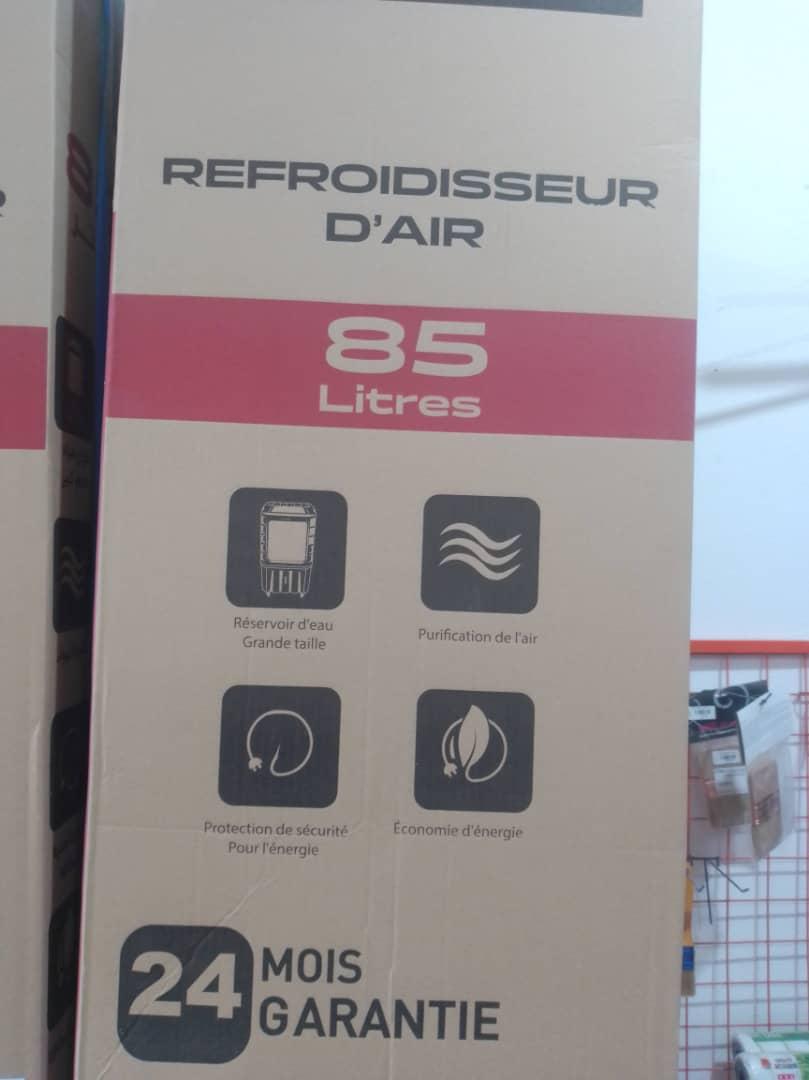 REFROIDISSEUR
D'AIR
85
Litres
Réservoir d'eau
Grande taille
Purification de l'air
Protection de sécurité
Pour l'énergie
Économie d'énergie
24
MOIS
GARANTIE